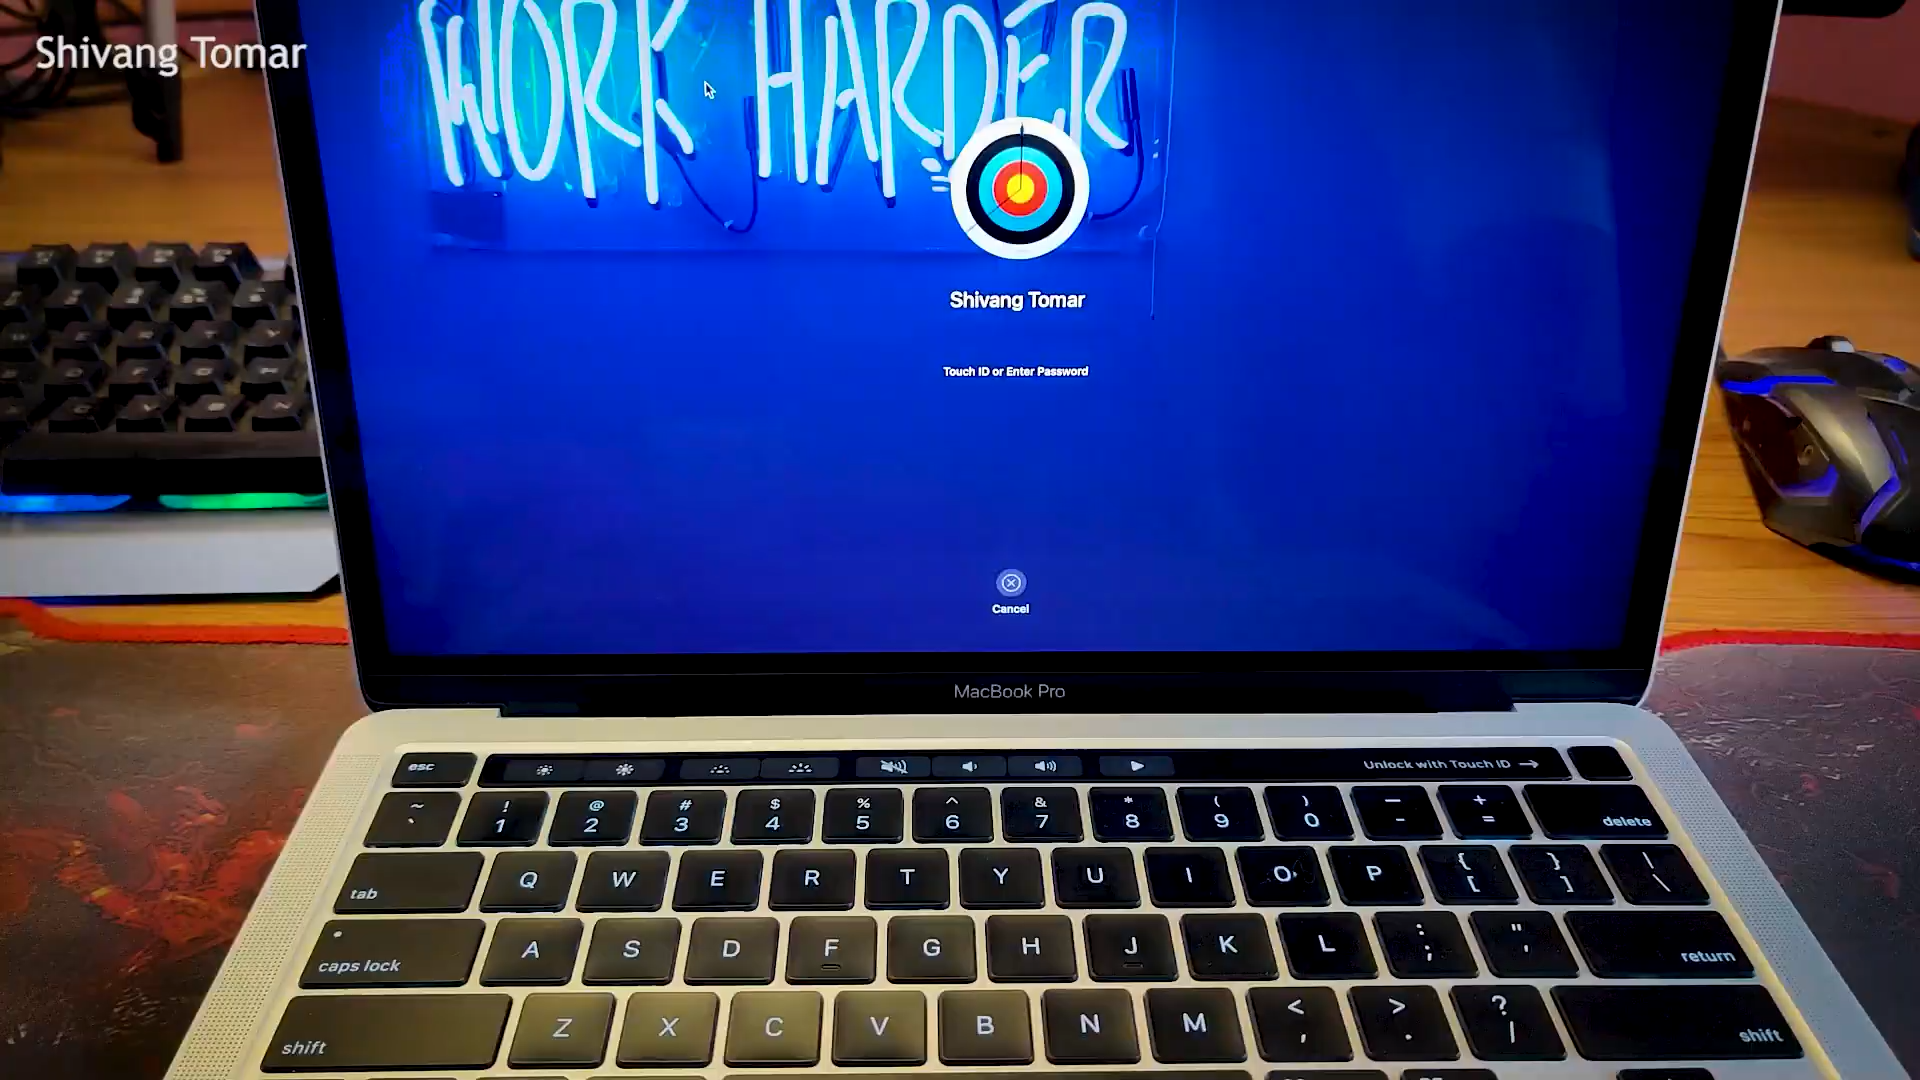 Shivang Tomar
WORK HARDER
Shivang Tomar
Touch ID or Enter Password
Cancel
MacBook Pro
esc
Unlock with Touch ID →
~ ! @ # $ % ^ & * ( ) — +
` 1 2 3 4 5 6 7 8 9 0 - = delete
tab Q W E R T Y U I O P { [ } ] | \
caps lock A S D F G H J K L : ; " ' return
shift Z X C V B N M < , > . ? / shift